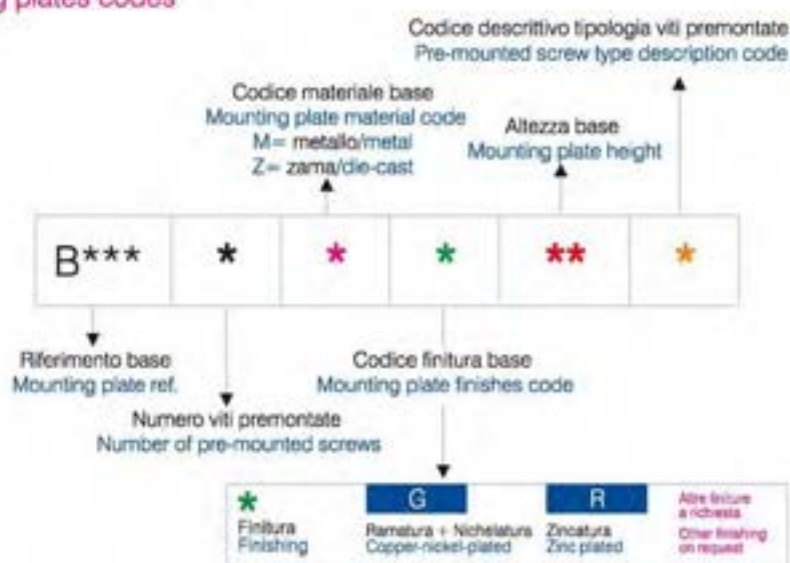 g plates codes
Codice descrittivo tipologia viti premontate
Pre-mounted screw type description code
Codice materiale base
Mounting plate material code
M= metallo/metal
Z= zama/die-cast
Altezza base
Mounting plate height
B*** * * * ** *
Riferimento base
Mounting plate ref.
Codice finitura base
Mounting plate finishes code
Numero viti premontate
Number of pre-mounted screws
* G R
Finitura
Finishing
Ramatura + Nichelatura
Copper-nickel-plated
Zincatura
Zinc plated
Altre finiture
a richiesta
Other finishing
on request